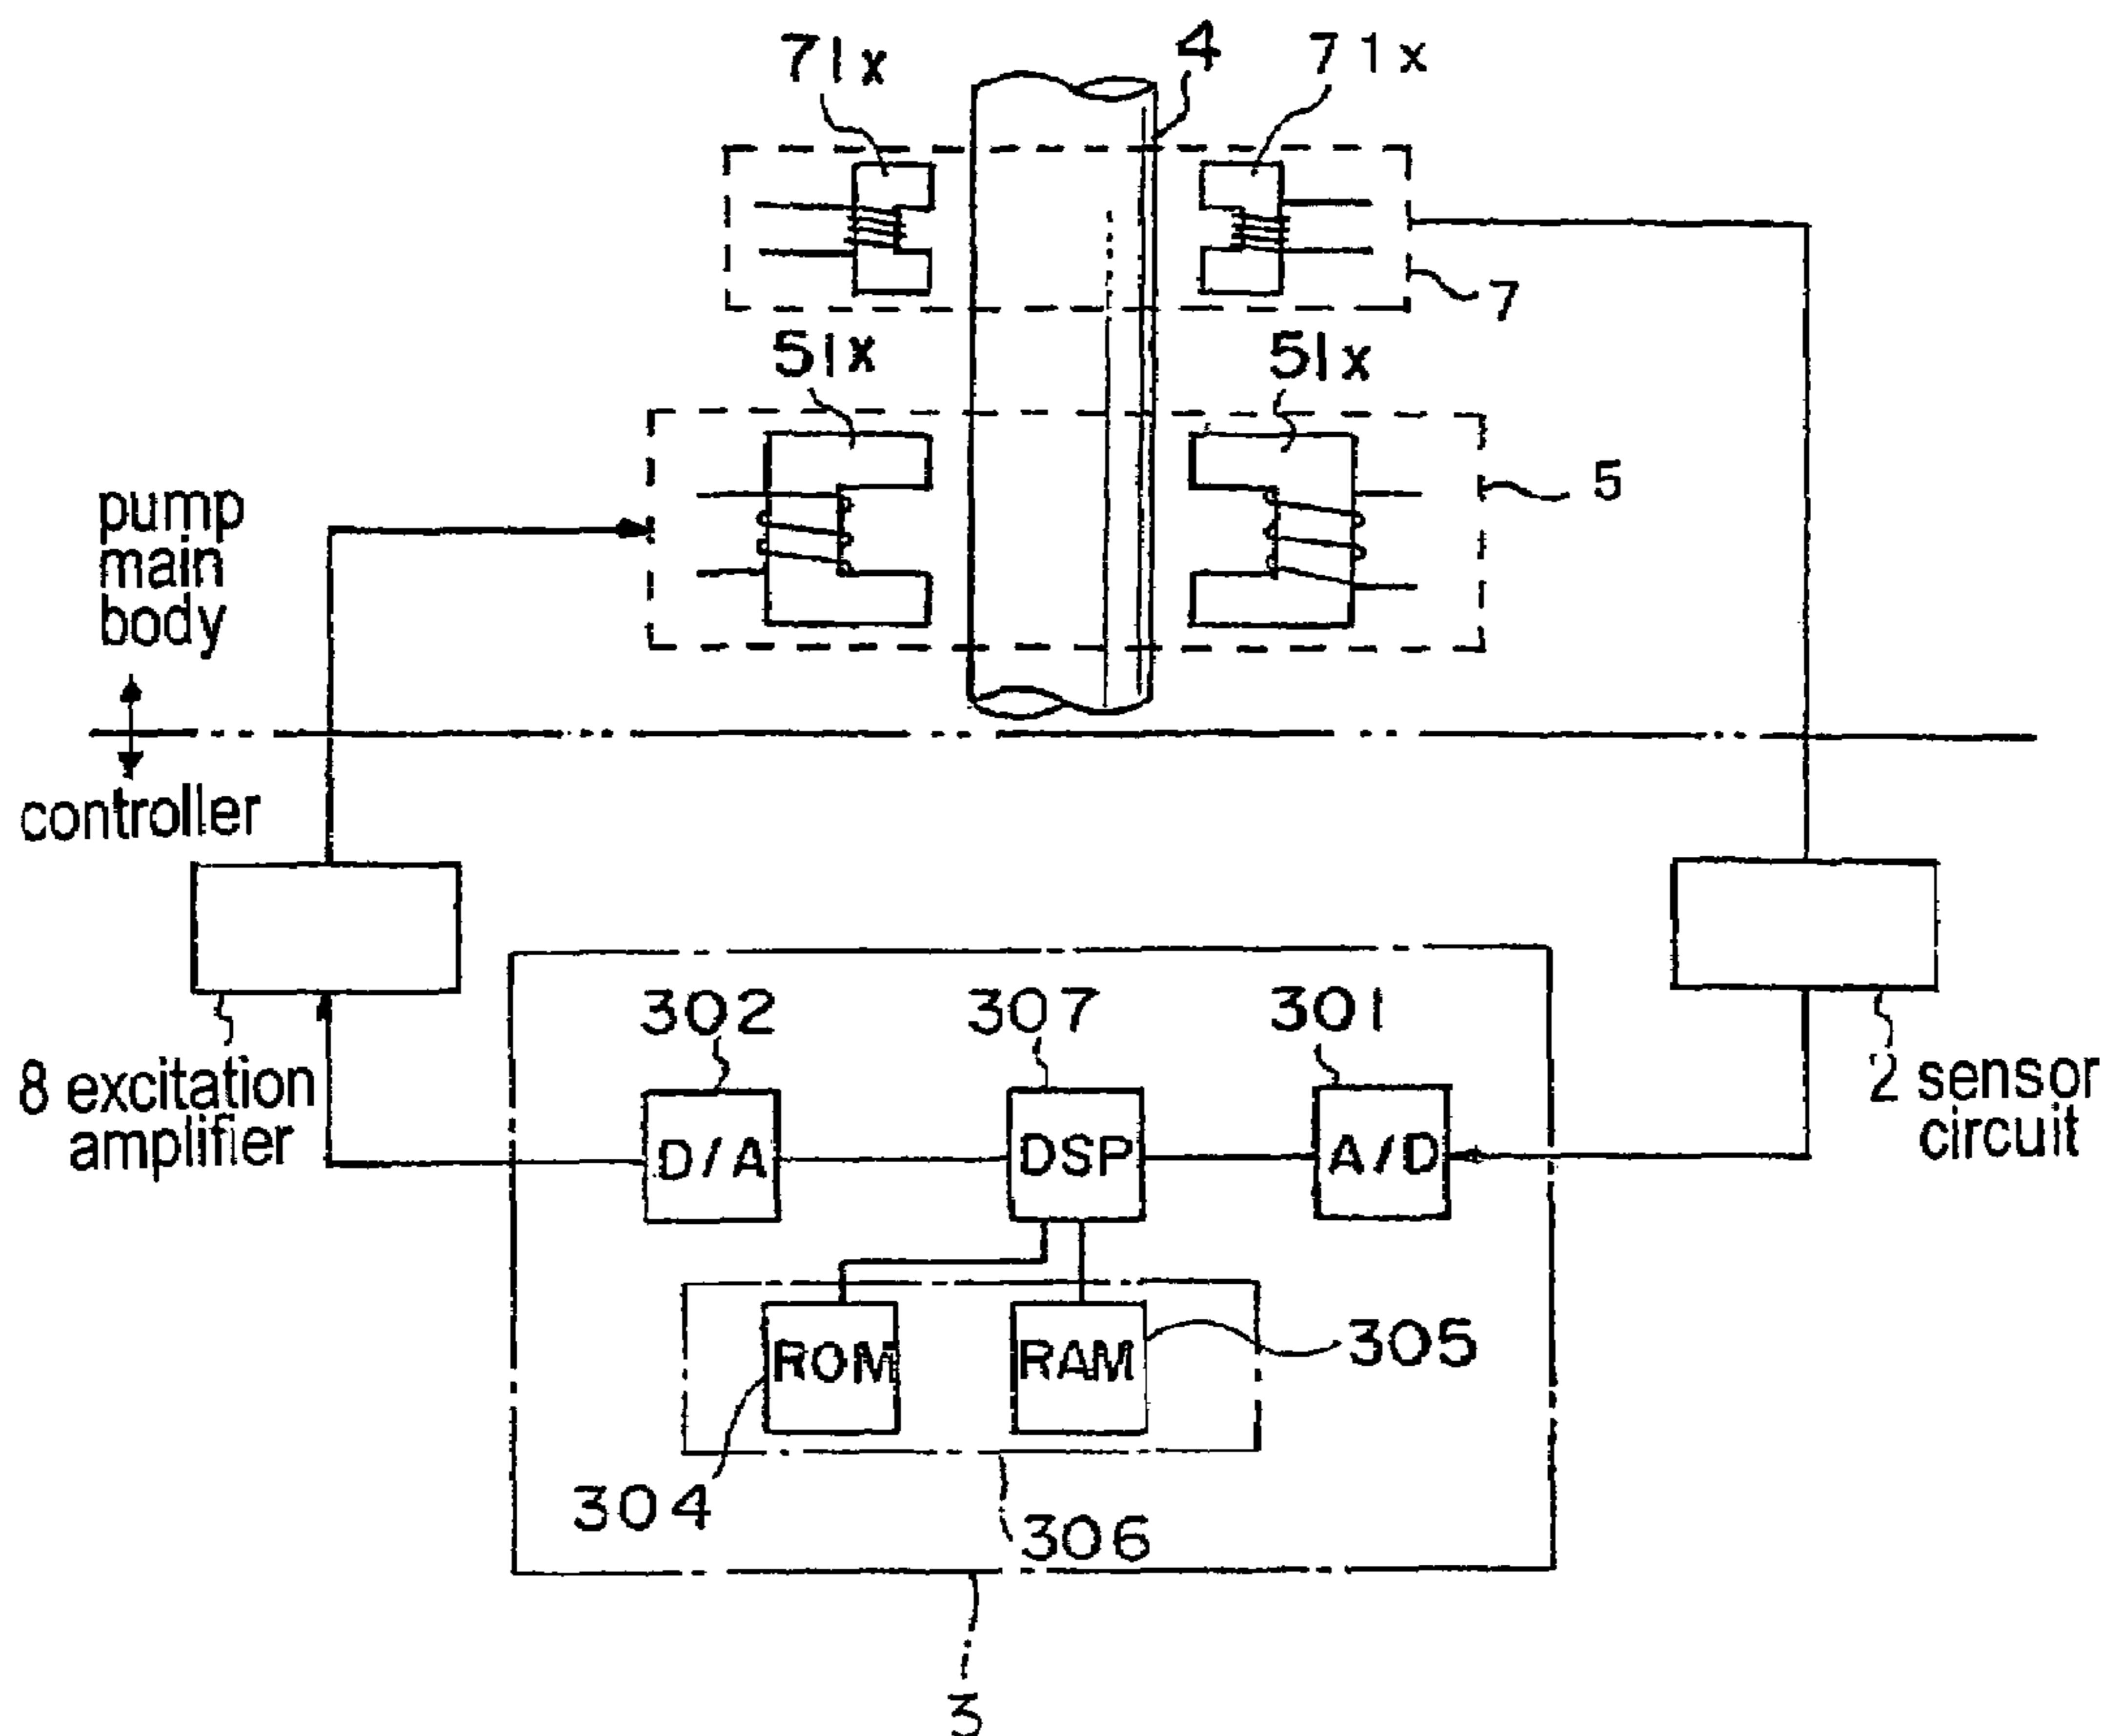 71x
4
71x
7
51x
51x
5
pump
main
body
controller
8 excitation
amplifier
2 sensor
circuit
302
307
301
D/A
DSP
A/D
ROM
RAM
305
304
306
3